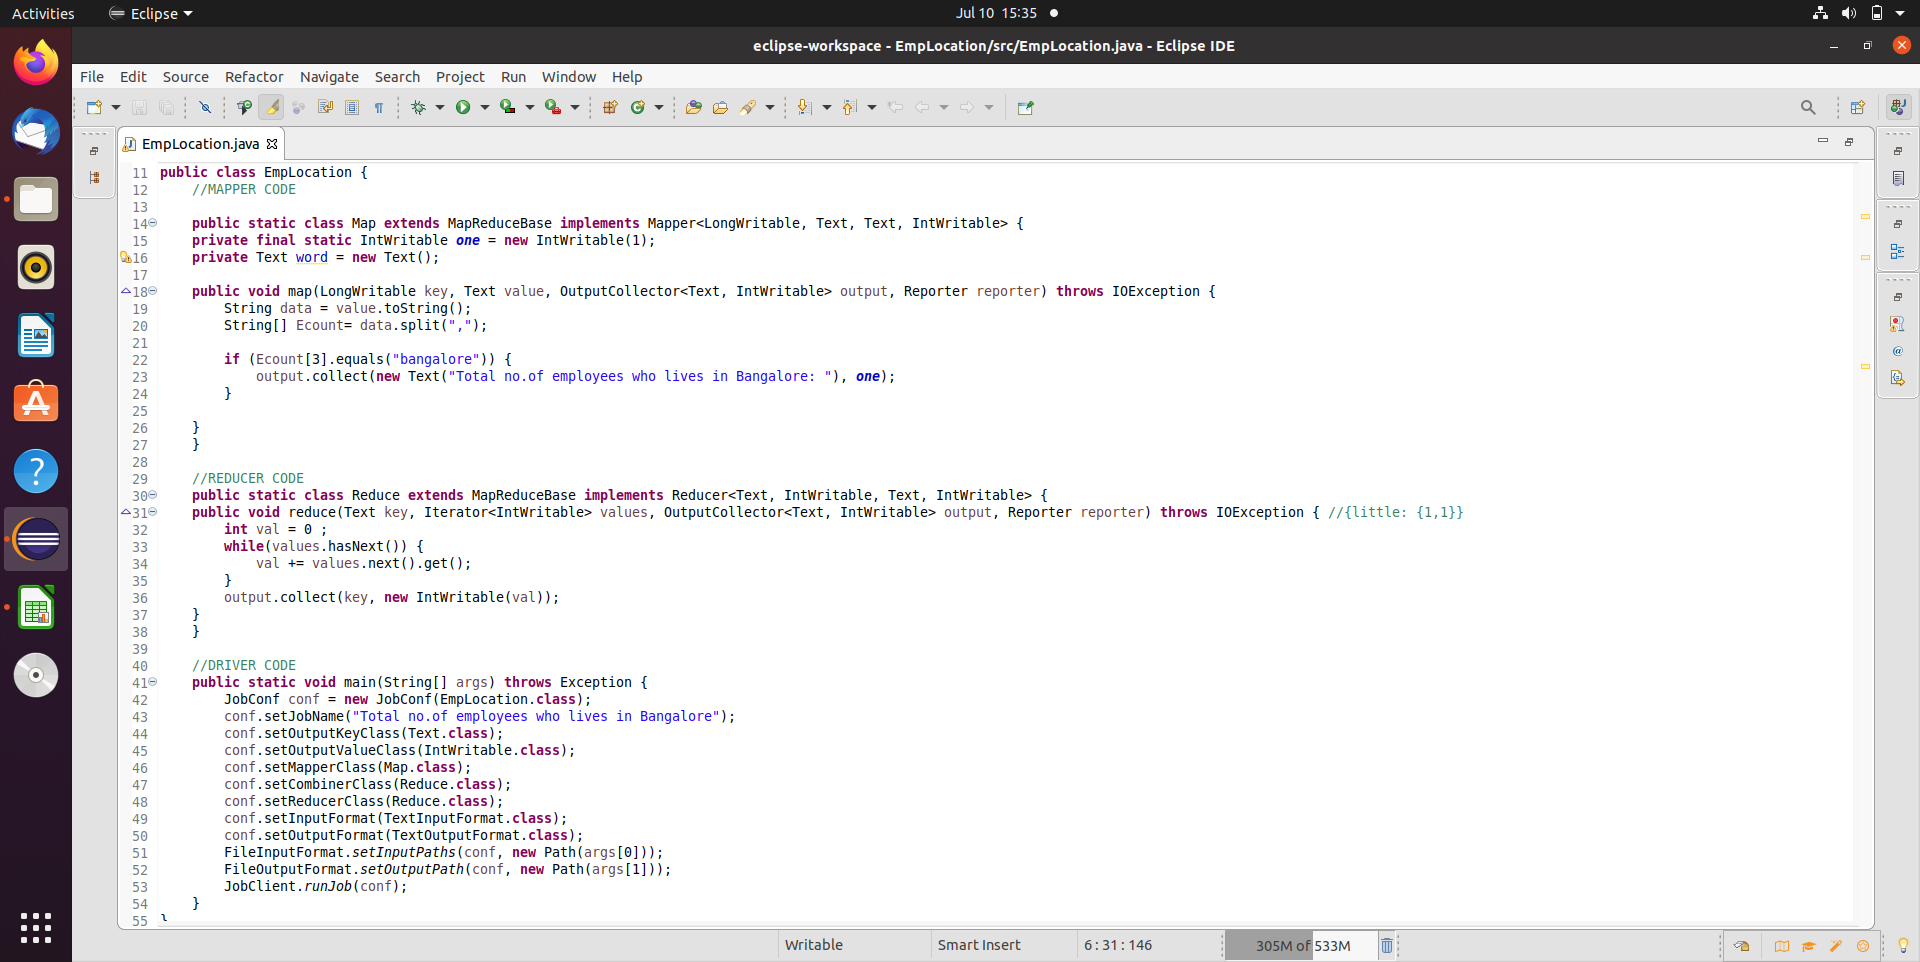 Activities Eclipse Jul 10 15:35
eclipse-workspace - EmpLocation/src/EmpLocation.java - Eclipse IDE
File Edit Source Refactor Navigate Search Project Run Window Help
EmpLocation.java
11 public class EmpLocation {
12 //MAPPER CODE
13
14 public static class Map extends MapReduceBase implements Mapper<LongWritable, Text, Text, IntWritable> {
15 private final static IntWritable one = new IntWritable(1);
16 private Text word = new Text();
17
18 public void map(LongWritable key, Text value, OutputCollector<Text, IntWritable> output, Reporter reporter) throws IOException {
19 String data = value.toString();
20 String[] Ecount= data.split(",");
21
22 if (Ecount[3].equals("bangalore")) {
23 output.collect(new Text("Total no.of employees who lives in Bangalore: "), one);
24 }
25
26 }
27 }
28
29 //REDUCER CODE
30 public static class Reduce extends MapReduceBase implements Reducer<Text, IntWritable, Text, IntWritable> {
31 public void reduce(Text key, Iterator<IntWritable> values, OutputCollector<Text, IntWritable> output, Reporter reporter) throws IOException { //{little: {1,1}}
32 int val = 0 ;
33 while(values.hasNext()) {
34 val += values.next().get();
35 }
36 output.collect(key, new IntWritable(val));
37 }
38 }
39
40 //DRIVER CODE
41 public static void main(String[] args) throws Exception {
42 JobConf conf = new JobConf(EmpLocation.class);
43 conf.setJobName("Total no.of employees who lives in Bangalore");
44 conf.setOutputKeyClass(Text.class);
45 conf.setOutputValueClass(IntWritable.class);
46 conf.setMapperClass(Map.class);
47 conf.setCombinerClass(Reduce.class);
48 conf.setReducerClass(Reduce.class);
49 conf.setInputFormat(TextInputFormat.class);
50 conf.setOutputFormat(TextOutputFormat.class);
51 FileInputFormat.setInputPaths(conf, new Path(args[0]));
52 FileOutputFormat.setOutputPath(conf, new Path(args[1]));
53 JobClient.runJob(conf);
54 }
55 }
Writable Smart Insert 6 : 31 : 146 305M of 533M